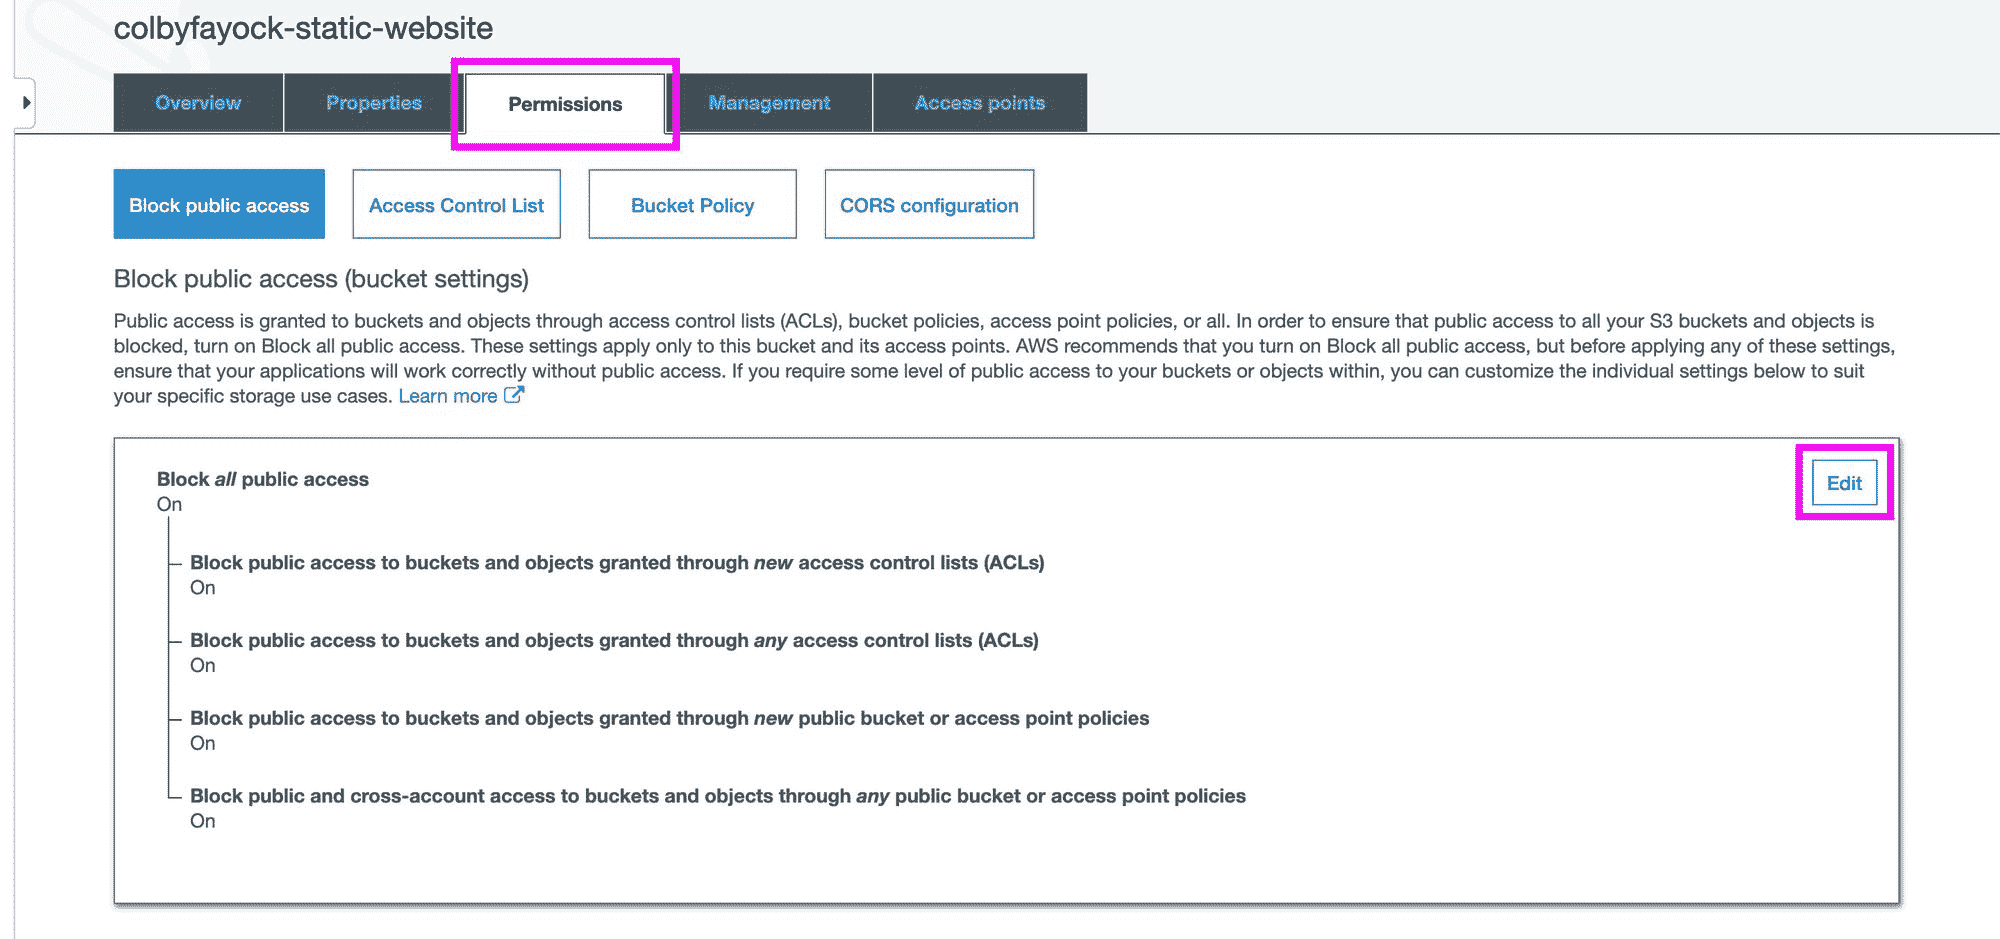 colbyfayock-static-website
Overview
Properties
Permissions
Management
Access points
Block public access
Access Control List
Bucket Policy
CORS configuration
Block public access (bucket settings)
Public access is granted to buckets and objects through access control lists (ACLs), bucket policies, access point policies, or all. In order to ensure that public access to all your S3 buckets and objects is
blocked, turn on Block all public access. These settings apply only to this bucket and its access points. AWS recommends that you turn on Block all public access, but before applying any of these settings,
ensure that your applications will work correctly without public access. If you require some level of public access to your buckets or objects within, you can customize the individual settings below to suit
your specific storage use cases. Learn more
Block all public access
On
Edit
Block public access to buckets and objects granted through new access control lists (ACLs)
On
Block public access to buckets and objects granted through any access control lists (ACLs)
On
Block public access to buckets and objects granted through new public bucket or access point policies
On
Block public and cross-account access to buckets and objects through any public bucket or access point policies
On